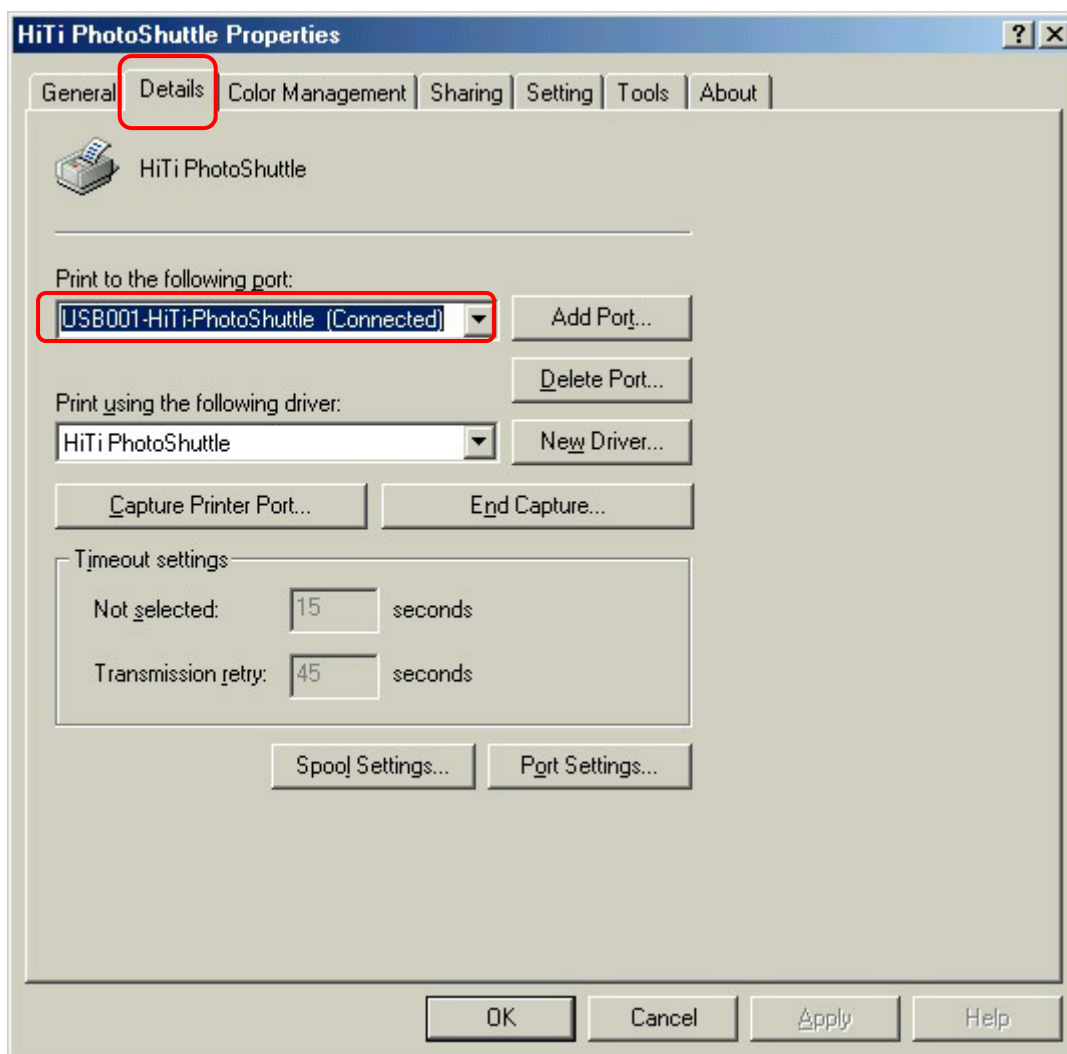 HiTi PhotoShuttle Properties
General Details Color Management Sharing Setting Tools About
HiTi PhotoShuttle
Print to the following port:
USB001-HiTi-PhotoShuttle (Connected) Add Port...
Delete Port...
Print using the following driver:
HiTi PhotoShuttle New Driver...
Capture Printer Port... End Capture...
Timeout settings
Not selected: 15 seconds
Transmission retry: 45 seconds
Spool Settings... Port Settings...
OK Cancel Apply Help